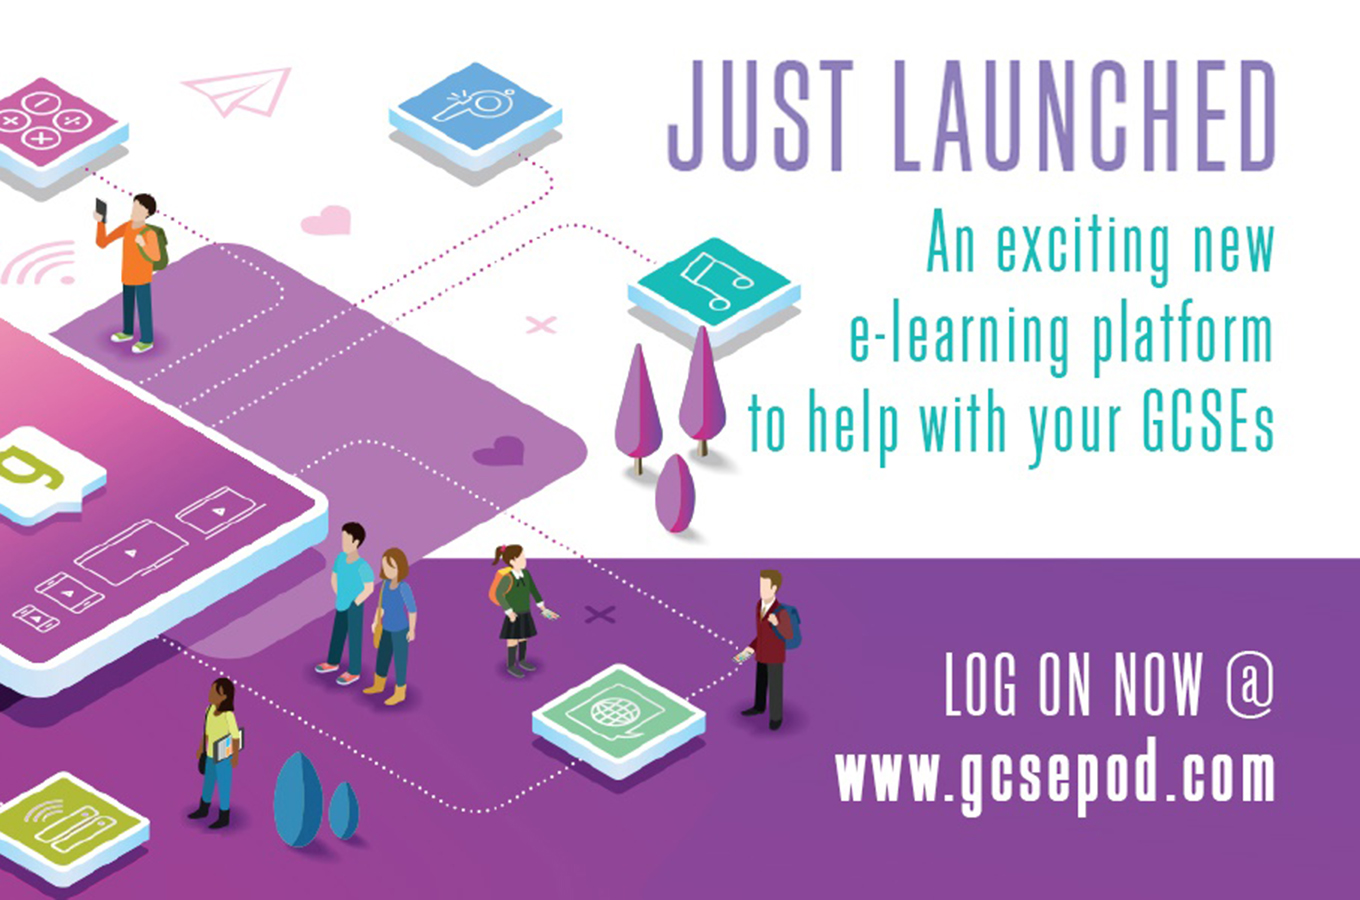 JUST LAUNCHED
An exciting new
e-learning platform
to help with your GCSEs
g
LOG ON NOW @
www.gcsepod.com